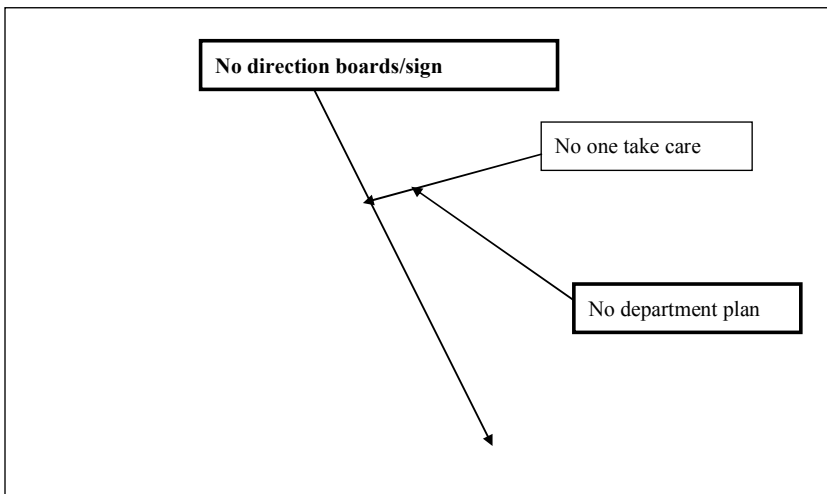 No direction boards/sign
No one take care
No department plan